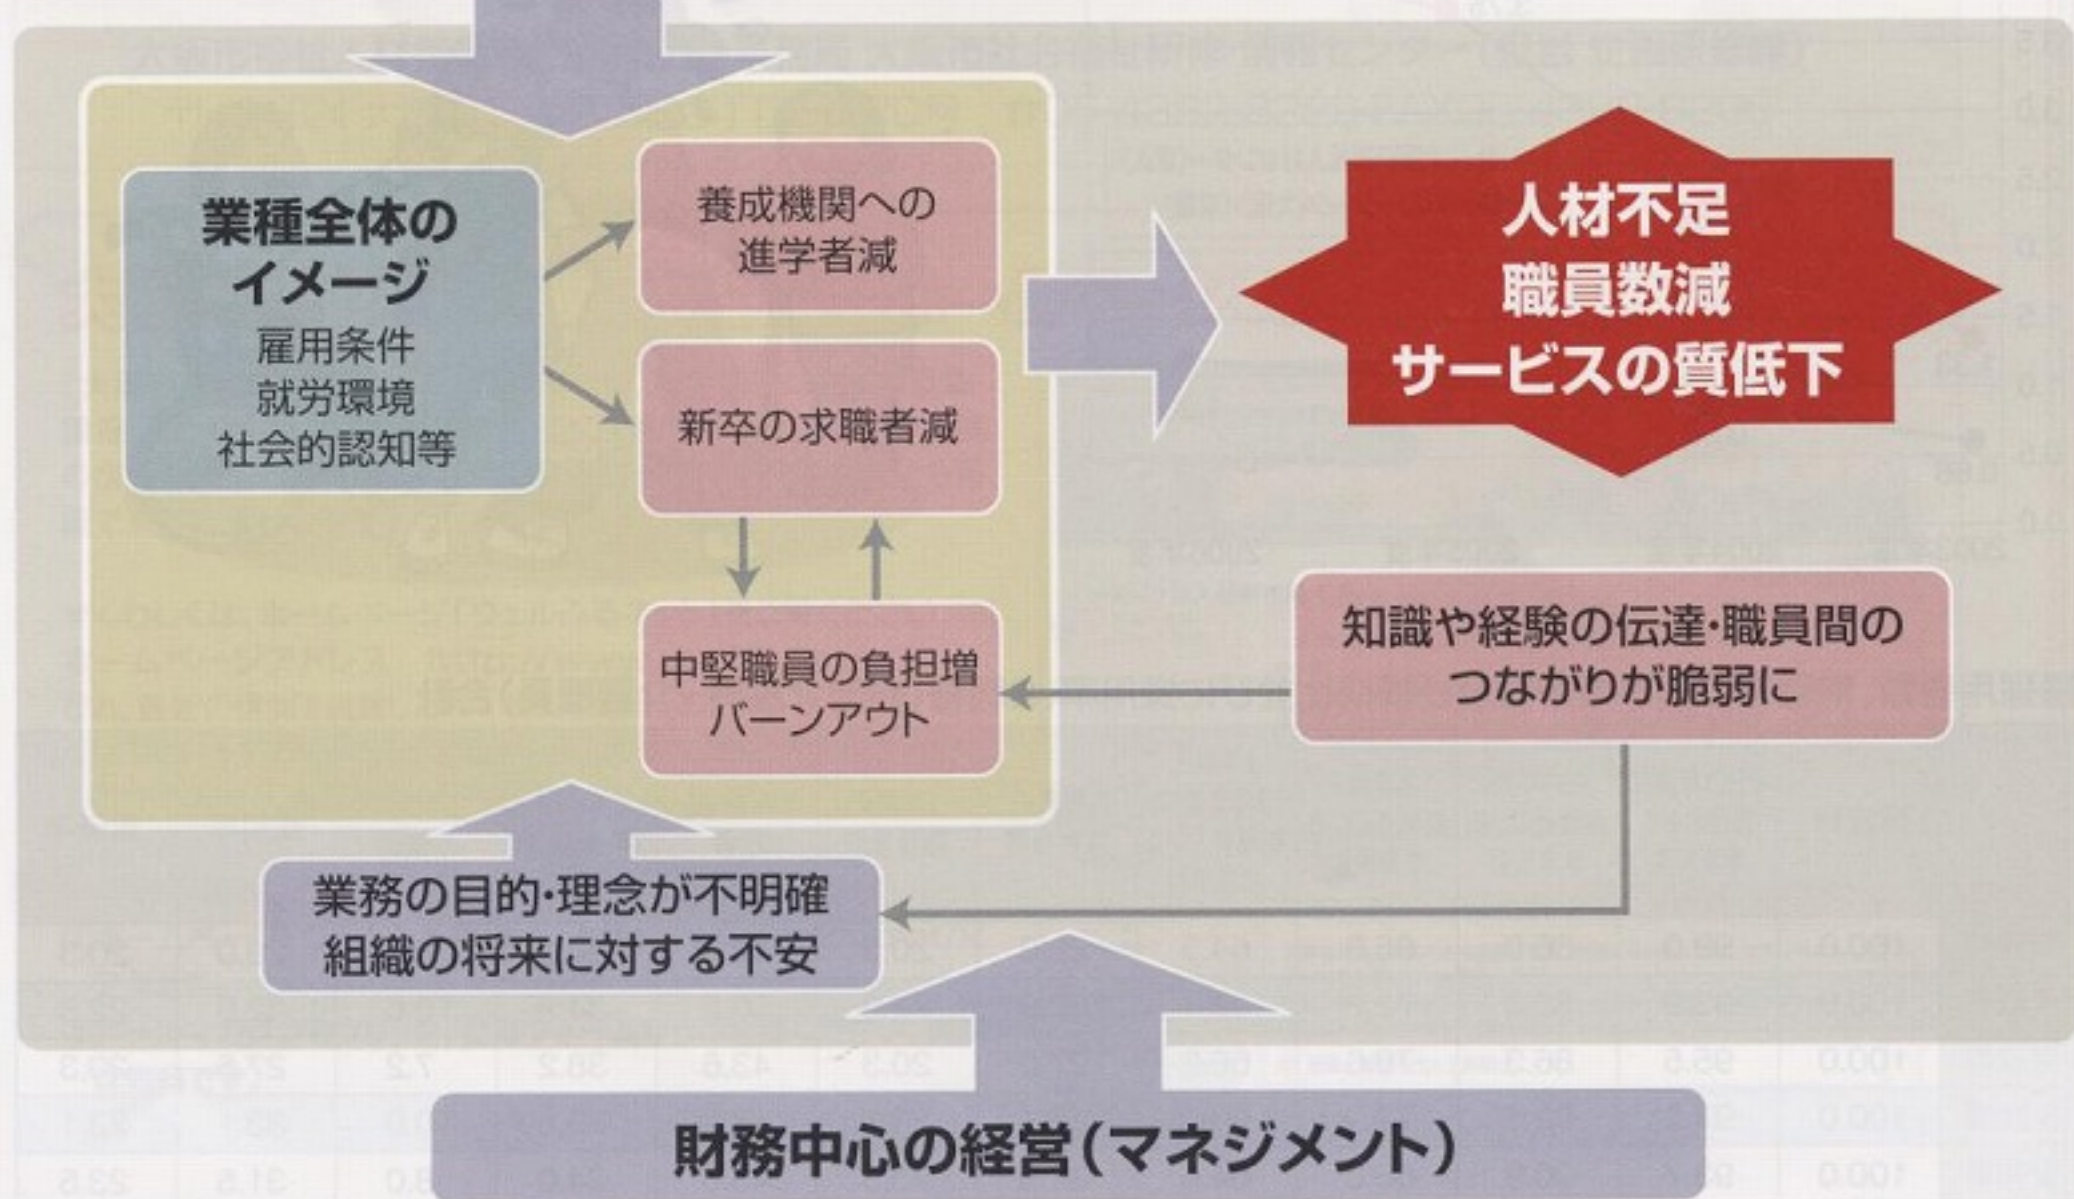 業種全体の
イメージ
雇用条件
就労環境
社会的認知等
養成機関への
進学者減
新卒の求職者減
中堅職員の負担増
バーンアウト
人材不足
職員数減
サービスの質低下
知識や経験の伝達・職員間の
つながりが脆弱に
業務の目的・理念が不明確
組織の将来に対する不安
財務中心の経営（マネジメント）